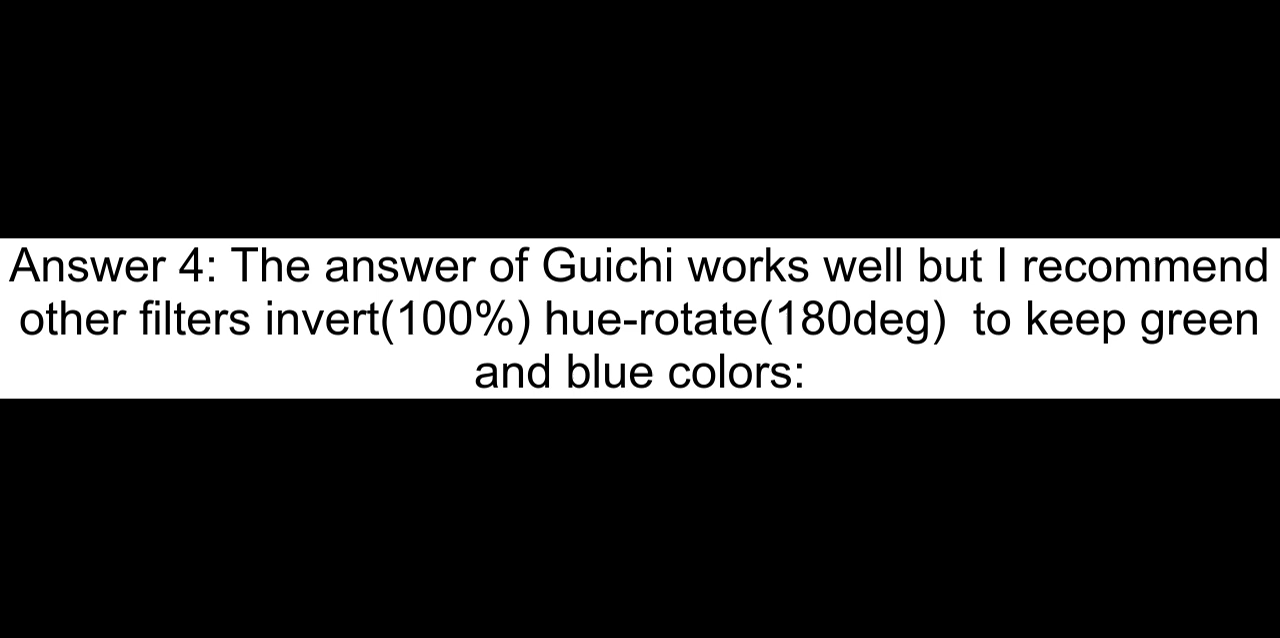 Answer 4: The answer of Guichi works well but I recommend
other filters invert(100%) hue-rotate(180deg)  to keep green
and blue colors: